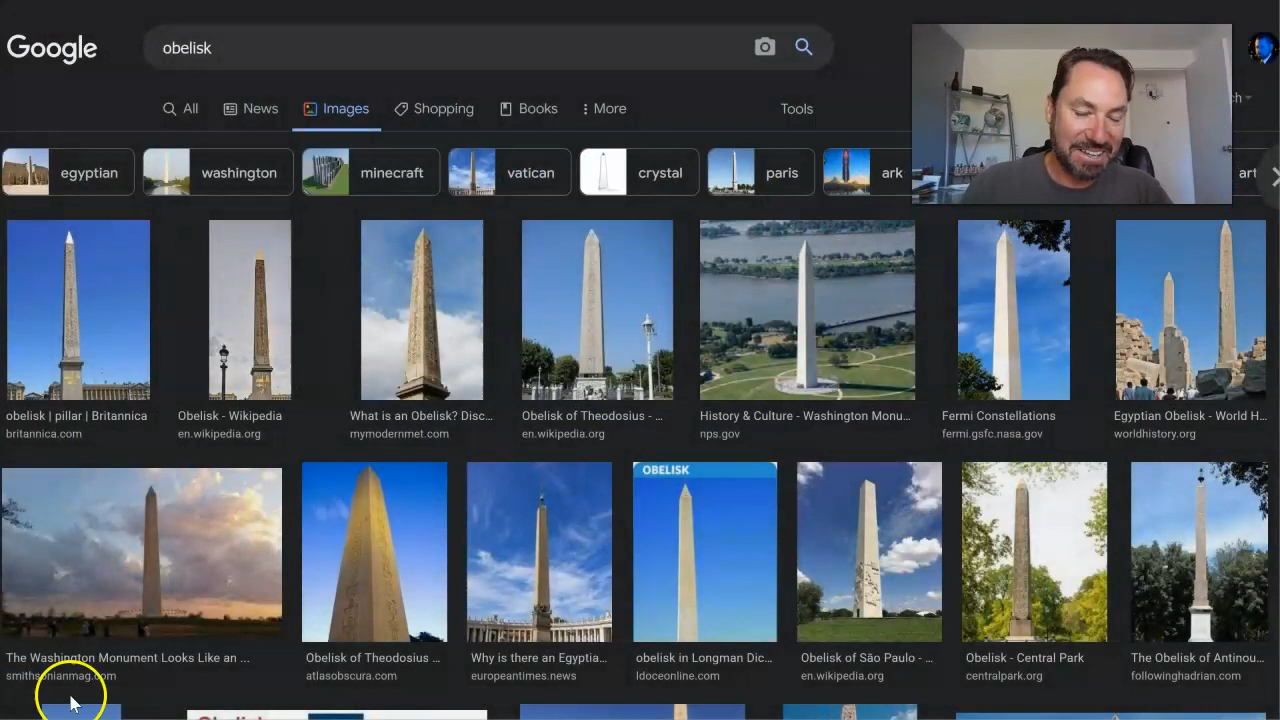 Google
obelisk
All
News
Images
Shopping
Books
More
Tools
ch
egyptian
washington
minecraft
vatican
crystal
paris
ark
art
obelisk | pillar | Britannica
britannica.com
Obelisk - Wikipedia
en.wikipedia.org
What is an Obelisk? Disc...
mymodernmet.com
Obelisk of Theodosius - ...
en.wikipedia.org
History & Culture - Washington Monu...
nps.gov
Fermi Constellations
fermi.gsfc.nasa.gov
Egyptian Obelisk - World H...
worldhistory.org
OBELISK
The Washington Monument Looks Like an ...
smithsonianmag.com
Obelisk of Theodosius ...
atlasobscura.com
Why is there an Egyptia...
europeantimes.news
obelisk in Longman Dic...
ldoceonline.com
Obelisk of São Paulo - ...
en.wikipedia.org
Obelisk - Central Park
centralpark.org
The Obelisk of Antinou...
followinghadrian.com